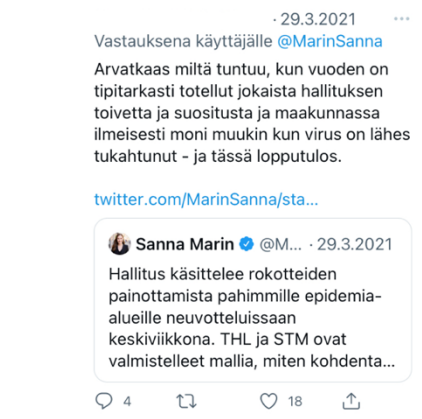 · 29.3.2021 ···
Vastauksena käyttäjälle @MarinSanna
Arvatkaas miltä tuntuu, kun vuoden on
tipitarkasti totellut jokaista hallituksen
toivetta ja suositusta ja maakunnassa
ilmeisesti moni muukin kun virus on lähes
tukahtunut - ja tässä lopputulos.
twitter.com/MarinSanna/sta...
Sanna Marin @M... · 29.3.2021
Hallitus käsittelee rokotteiden
painottamista pahimmille epidemia-
alueille neuvotteluissaan
keskiviikkona. THL ja STM ovat
valmistelleet mallia, miten kohdenta...
4 18